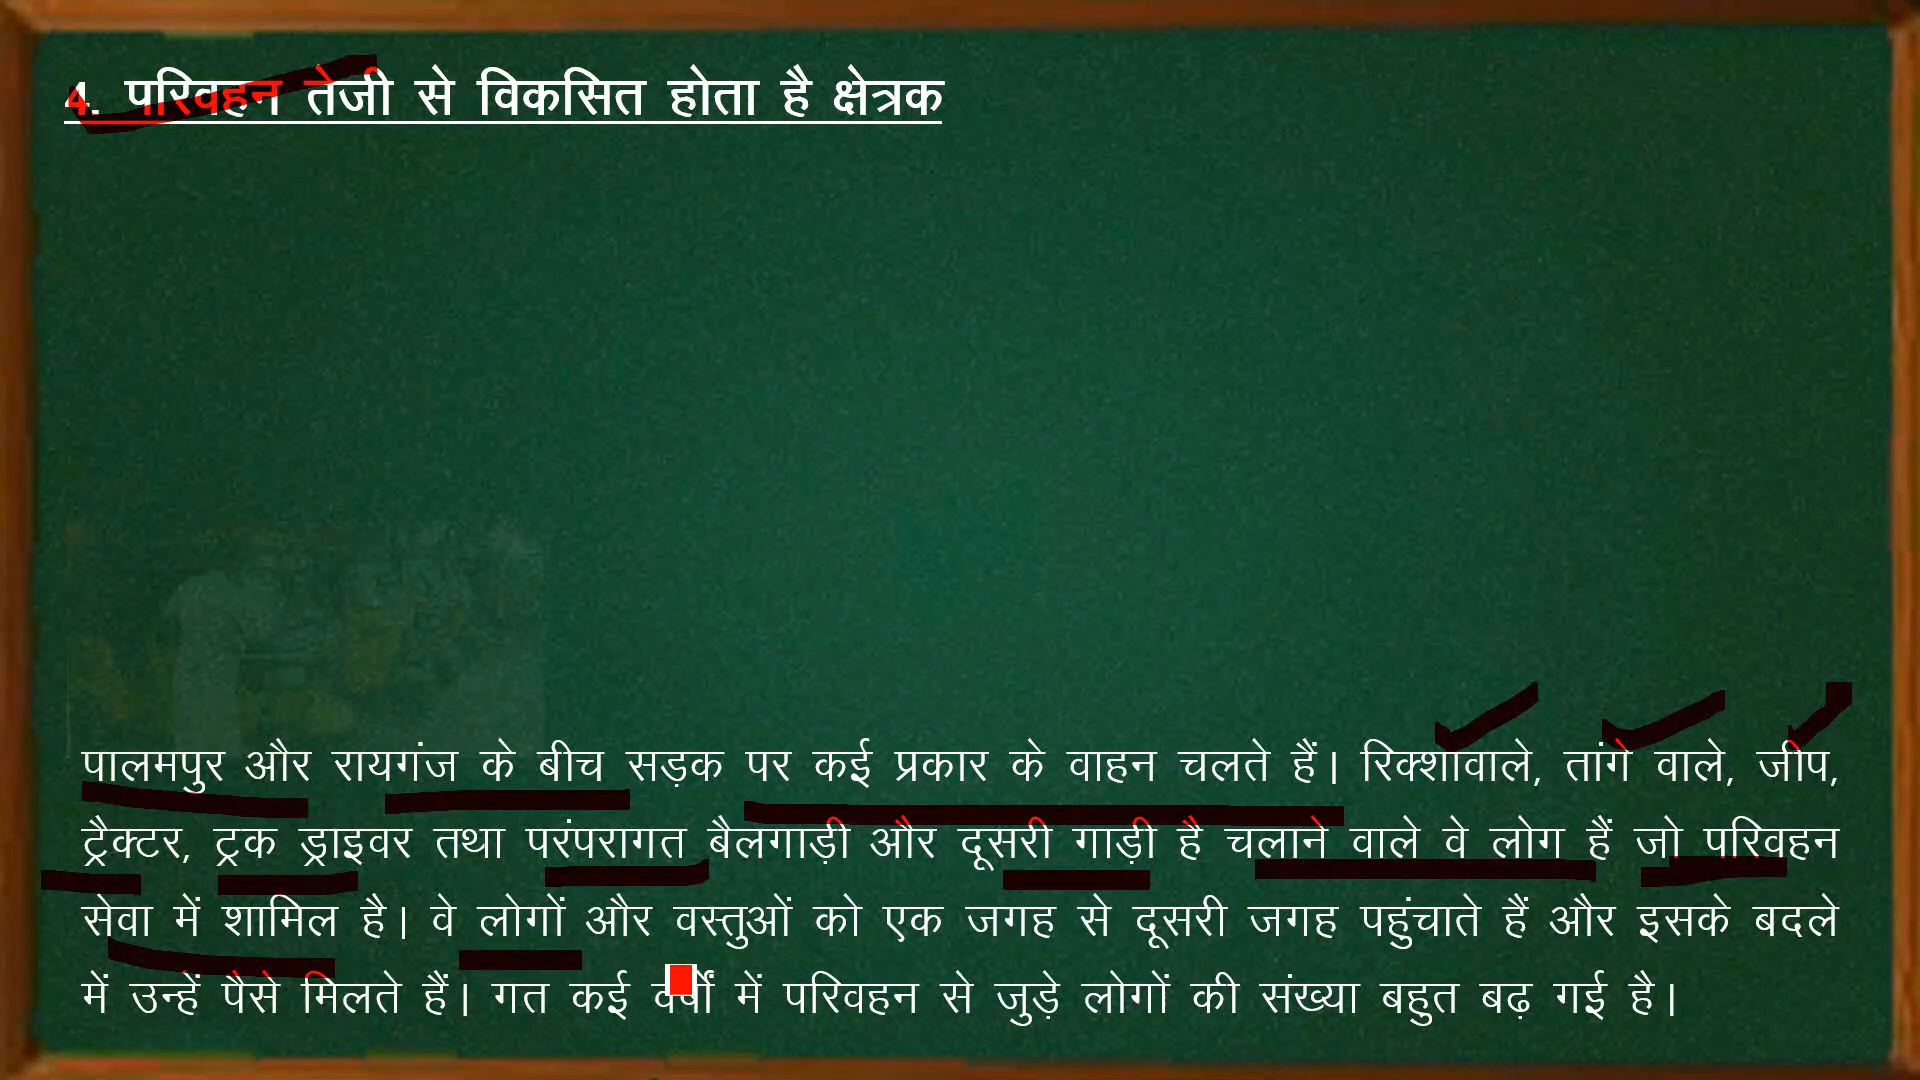 4. परिवहन तेजी से विकसित होता है क्षेत्रक
पालमपुर और रायगंज के बीच सड़क पर कई प्रकार के वाहन चलते हैं। रिक्शावाले, तांगे वाले, जीप,
ट्रैक्टर, ट्रक ड्राइवर तथा परंपरागत बैलगाड़ी और दूसरी गाड़ी है चलाने वाले वे लोग हैं जो परिवहन
सेवा में शामिल है। वे लोगों और वस्तुओं को एक जगह से दूसरी जगह पहुंचाते हैं और इसके बदले
में उन्हें पैसे मिलते हैं। गत कई वर्षों में परिवहन से जुड़े लोगों की संख्या बहुत बढ़ गई है।